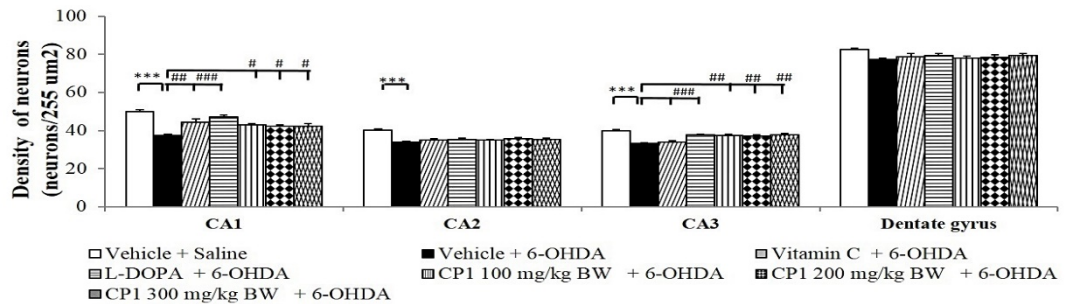 Density of neurons
(neurons/255 um2)
100
80
60
40
20
0
*** ## ### # # #
***
*** ### ## ## ##
CA1 CA2 CA3 Dentate gyrus
Vehicle + Saline Vehicle + 6-OHDA Vitamin C + 6-OHDA
L-DOPA + 6-OHDA CP1 100 mg/kg BW + 6-OHDA CP1 200 mg/kg BW + 6-OHDA
CP1 300 mg/kg BW + 6-OHDA